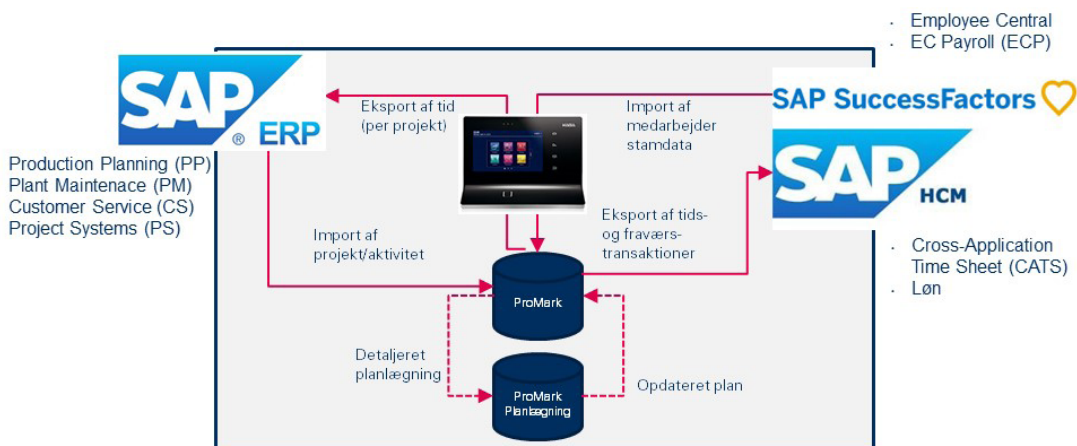 · Employee Central
· EC Payroll (ECP)
SAP
® ERP
Production Planning (PP)
Plant Maintenace (PM)
Customer Service (CS)
Project Systems (PS)
Eksport af tid
(per projekt)
Import af
medarbejder
stamdata
SAP SuccessFactors
SAP
HCM
· Cross-Application
Time Sheet (CATS)
· Løn
Import af
projekt/aktivitet
Eksport af tids-
og fraværs-
transaktioner
ProMark
Detaljeret
planlægning
Opdateret plan
ProMark
Planlægning